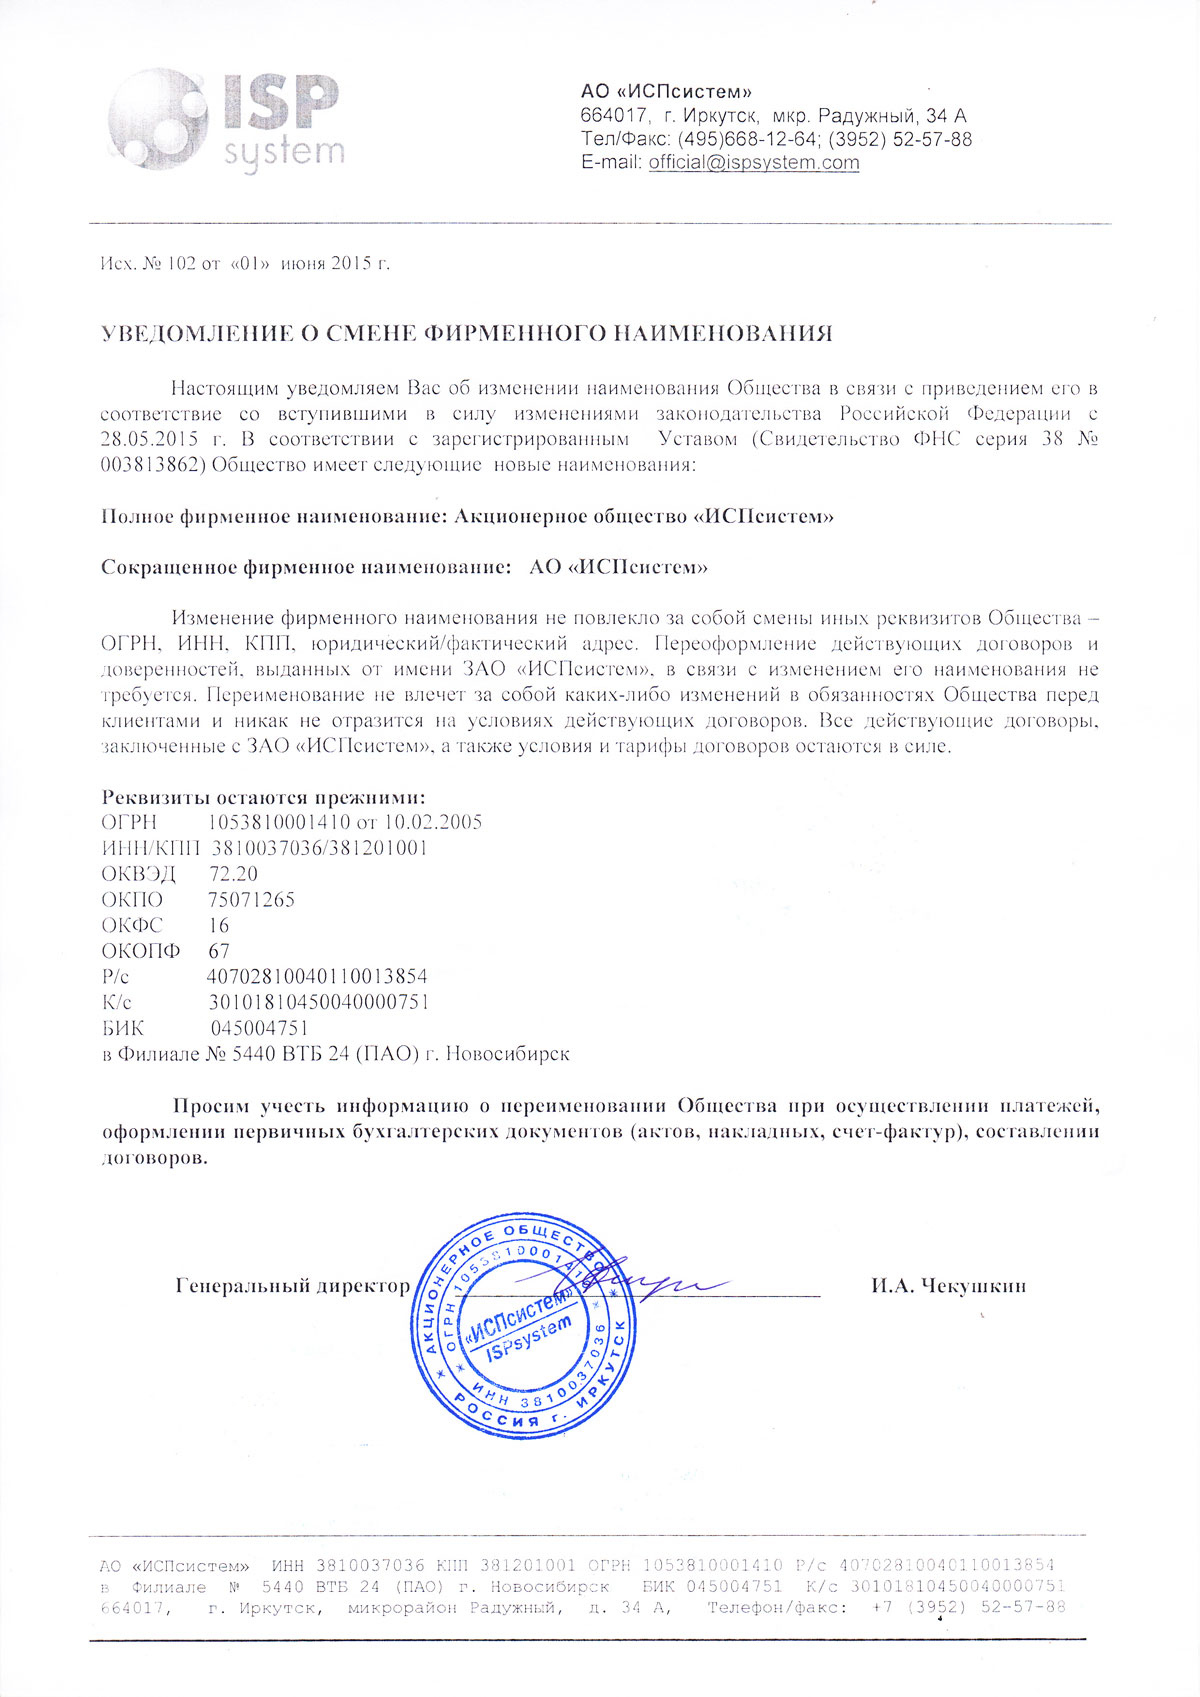 ISP
system
АО «ИСПсистем»
664017, г. Иркутск, мкр. Радужный, 34 А
Тел/Факс: (495)668-12-64; (3952) 52-57-88
E-mail: official@ispsystem.com
Исх. № 102 от «01» июня 2015 г.
УВЕДОМЛЕНИЕ О СМЕНЕ ФИРМЕННОГО НАИМЕНОВАНИЯ
Настоящим уведомляем Вас об изменении наименования Общества в связи с приведением его в
соответствие со вступившими в силу изменениями законодательства Российской Федерации с
28.05.2015 г. В соответствии с зарегистрированным Уставом (Свидетельство ФНС серия 38 №
003813862) Общество имеет следующие новые наименования:
Полное фирменное наименование: Акционерное общество «ИСПсистем»
Сокращенное фирменное наименование: АО «ИСПсистем»
Изменение фирменного наименования не повлекло за собой смены иных реквизитов Общества –
ОГРН, ИНН, КПП, юридический/фактический адрес. Переоформление действующих договоров и
доверенностей, выданных от имени ЗАО «ИСПсистем», в связи с изменением его наименования не
требуется. Переименование не влечет за собой каких-либо изменений в обязанностях Общества перед
клиентами и никак не отразится на условиях действующих договоров. Все действующие договоры,
заключенные с ЗАО «ИСПсистем», а также условия и тарифы договоров остаются в силе.
Реквизиты остаются прежними:
ОГРН 1053810001410 от 10.02.2005
ИНН/КПП 3810037036/381201001
ОКВЭД 72.20
ОКПО 75071265
ОКФС 16
ОКОПФ 67
Р/с 40702810040110013854
К/с 30101810450040000751
БИК 045004751
в Филиале № 5440 ВТБ 24 (ПАО) г. Новосибирск
Просим учесть информацию о переименовании Общества при осуществлении платежей,
оформлении первичных бухгалтерских документов (актов, накладных, счет-фактур), составлении
договоров.
Генеральный директор И.А. Чекушкин
АКЦИОНЕРНОЕ ОБЩЕСТВО
* РОССИЯ г. ИРКУТСК *
ОГРН 1053810001410
* ИНН 3810037036 *
«ИСПсистем»
ISPsystem
АО «ИСПсистем» ИНН 3810037036 КПП 381201001 ОГРН 1053810001410 Р/с 40702810040110013854
в Филиале № 5440 ВТБ 24 (ПАО) г. Новосибирск БИК 045004751 К/с 30101810450040000751
664017, г. Иркутск, микрорайон Радужный, д. 34 А, Телефон/факс: +7 (3952) 52-57-88